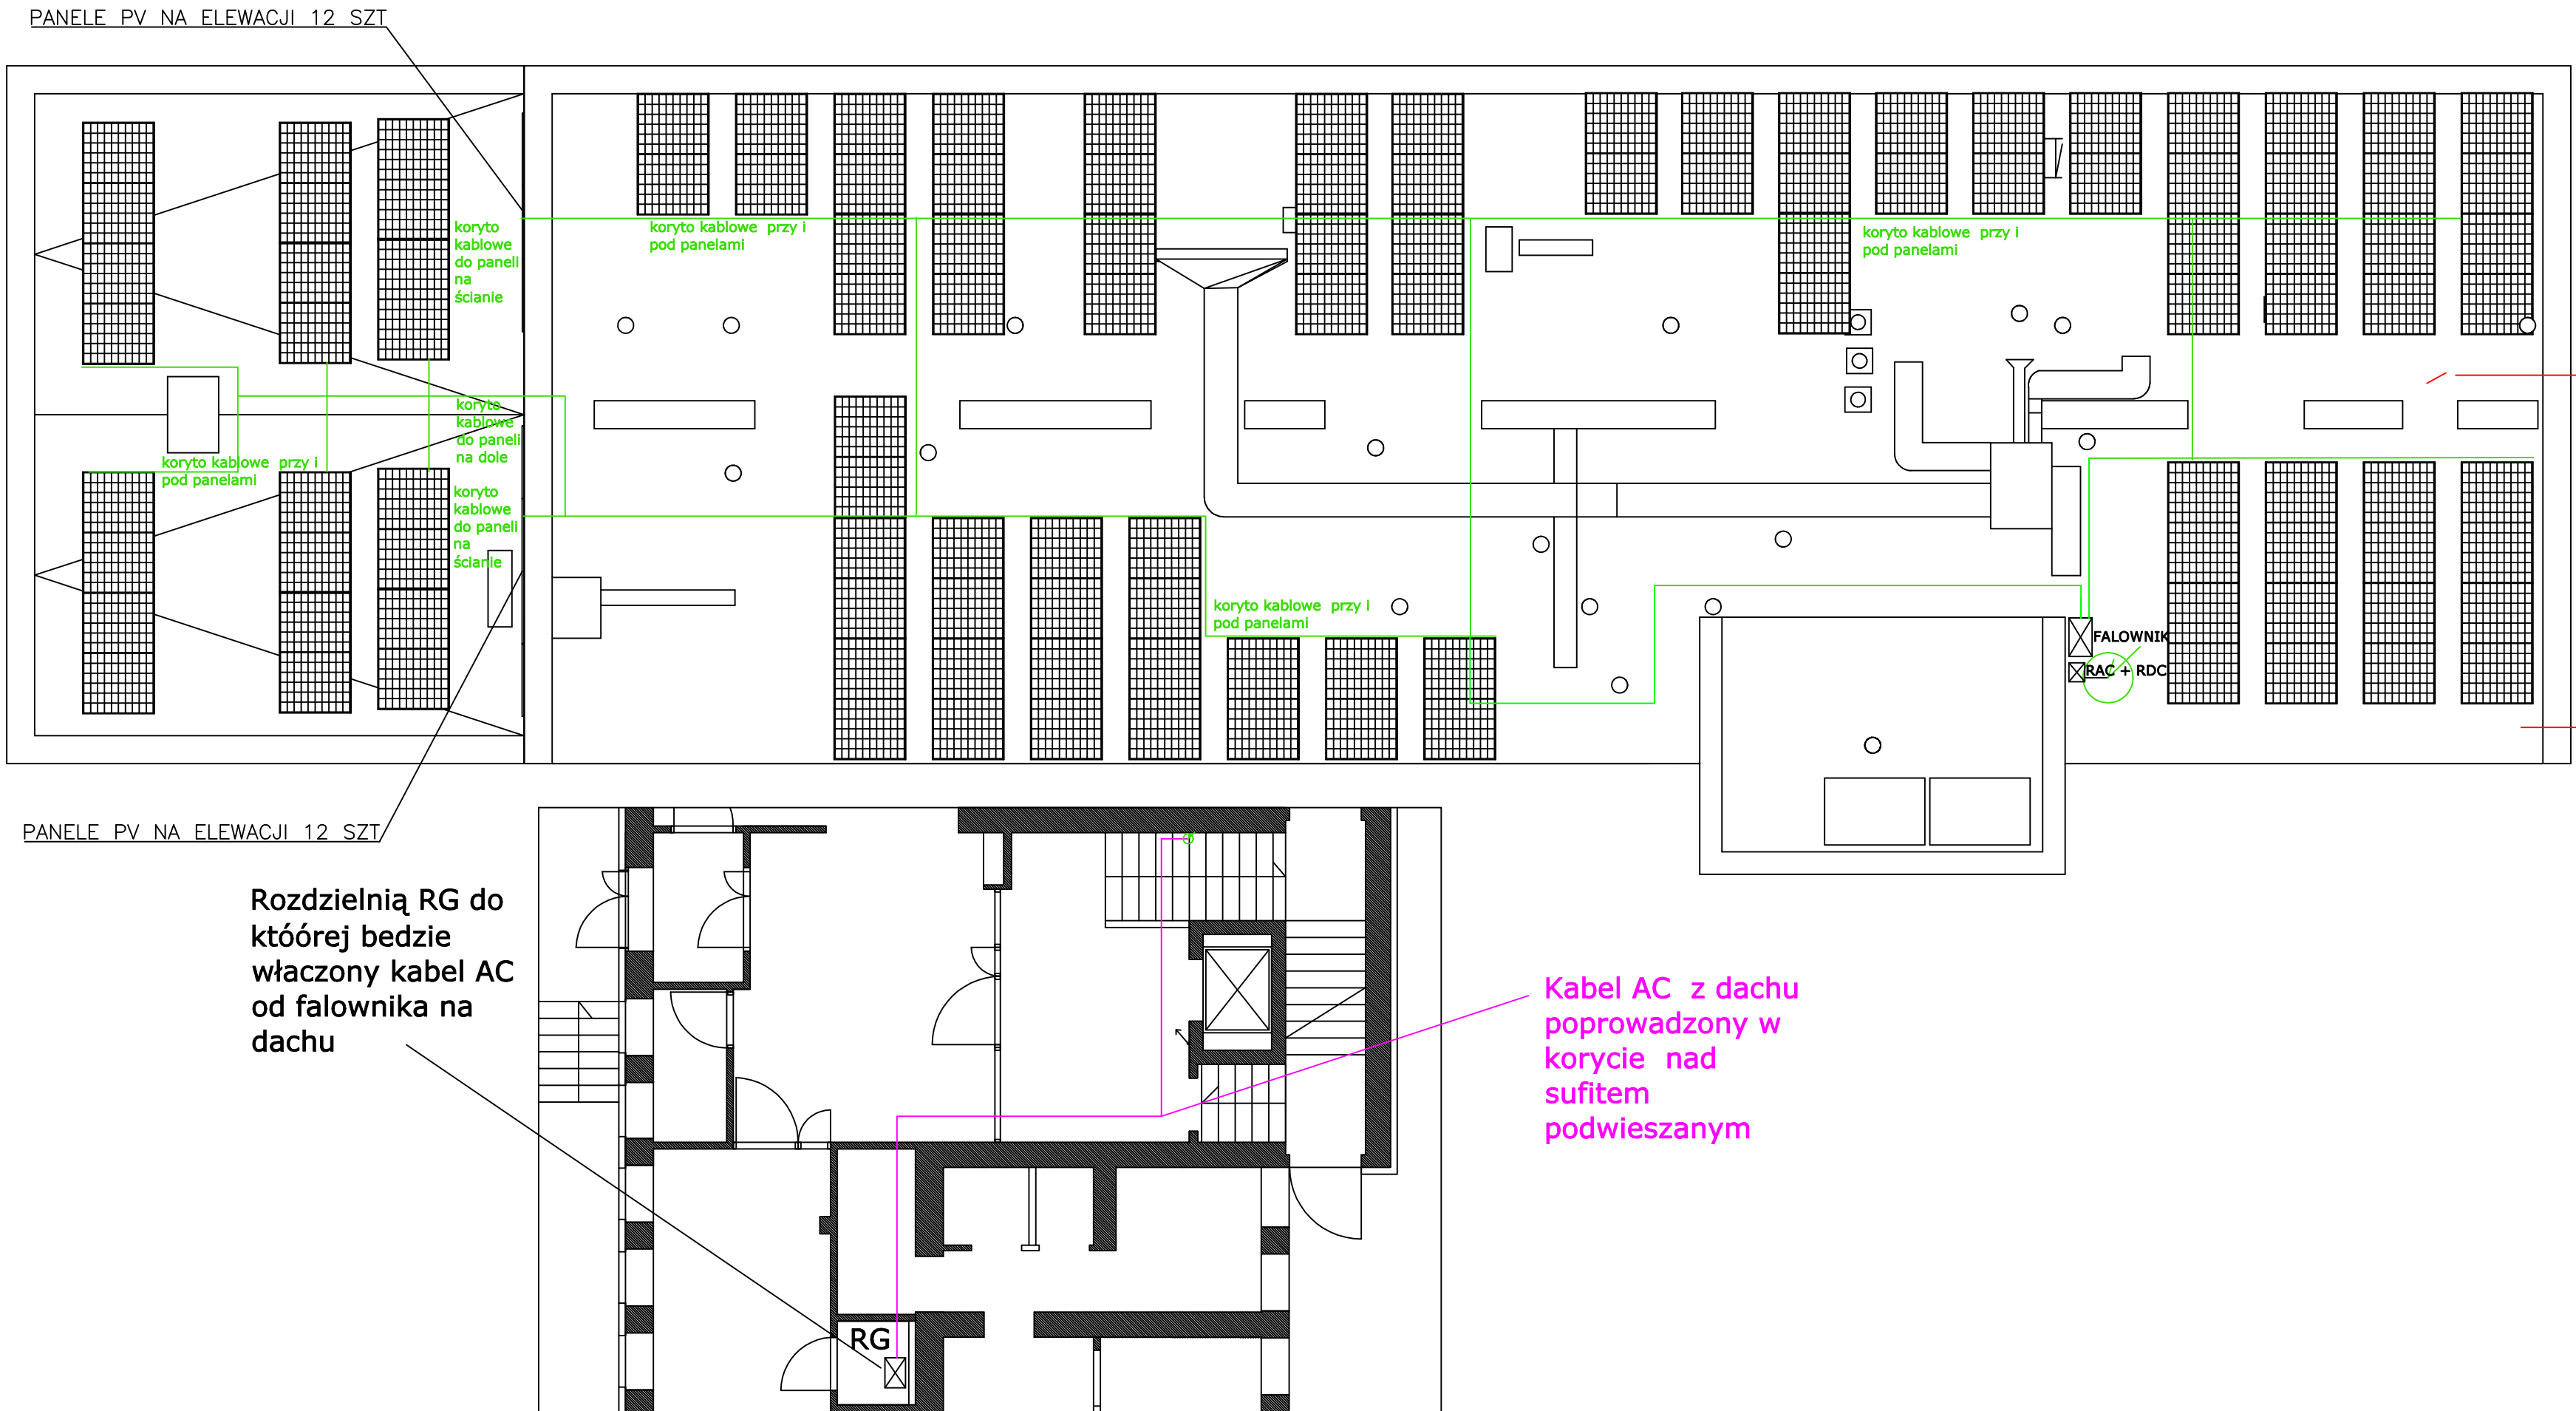 PANELE PV NA ELEWACJI 12 SZT
koryto
kablowe
do paneli
na
ścianie
koryto kablowe przy i
pod panelami
koryto kablowe przy i
pod panelami
koryto
kablowe
do paneli
na dole
koryto kablowe przy i
pod panelami
koryto
kablowe
do paneli
na
ścianie
koryto kablowe przy i
pod panelami
FALOWNIK
RAC + RDC
PANELE PV NA ELEWACJI 12 SZT
Rozdzielnią RG do
któórej bedzie
właczony kabel AC
od falownika na
dachu
Kabel AC z dachu
poprowadzony w
korycie nad
sufitem
podwieszanym
RG